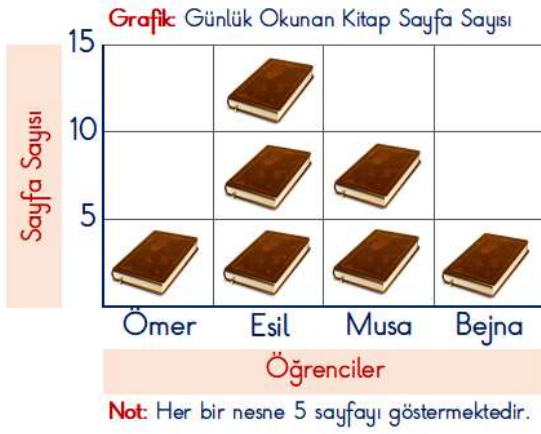 Grafik: Günlük Okunan Kitap Sayfa Sayısı
15
10
5
Sayfa Sayısı
Ömer Esil Musa Bejna
Öğrenciler
Not: Her bir nesne 5 sayfayı göstermektedir.